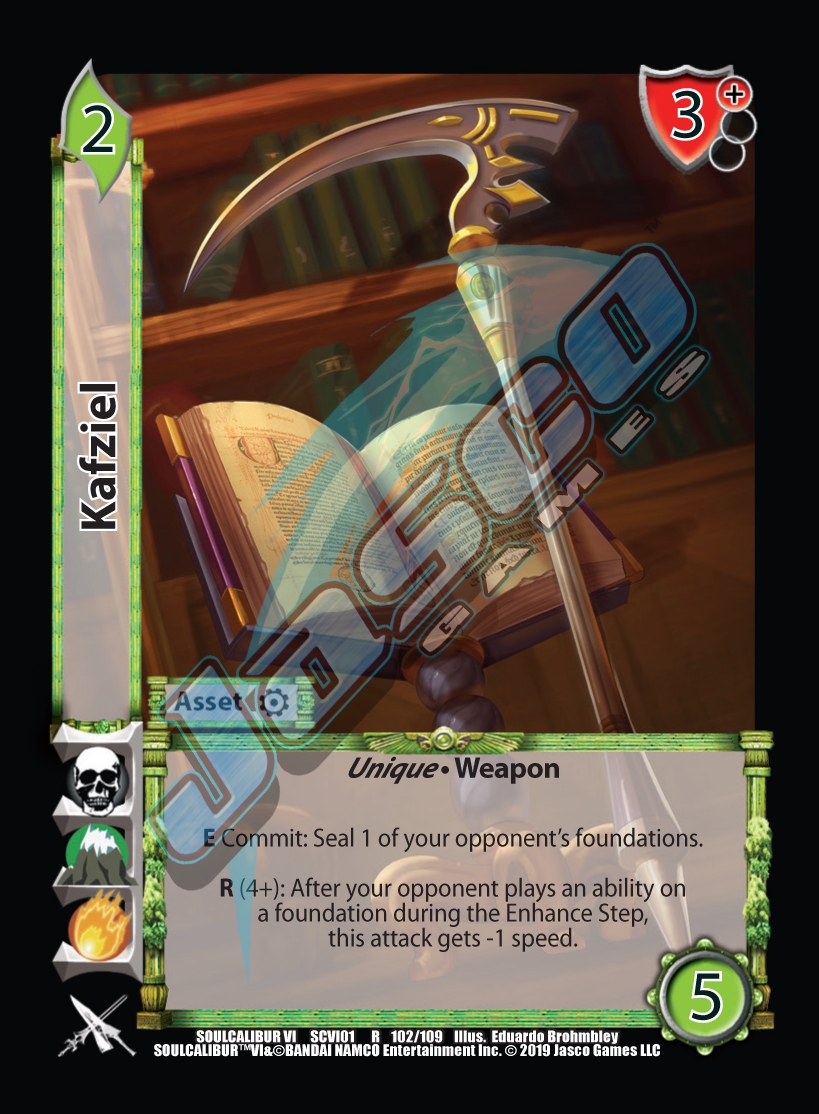 2
3
+
Kafziel
JASCO
GAMES
Asset
Unique • Weapon
E Commit: Seal 1 of your opponent's foundations.
R (4+): After your opponent plays an ability on
a foundation during the Enhance Step,
this attack gets -1 speed.
5
SOULCALIBUR VI SCVI01 R 102/109 Illus. Eduardo Brohmbley
SOULCALIBUR™VI&©BANDAI NAMCO Entertainment Inc. © 2019 Jasco Games LLC